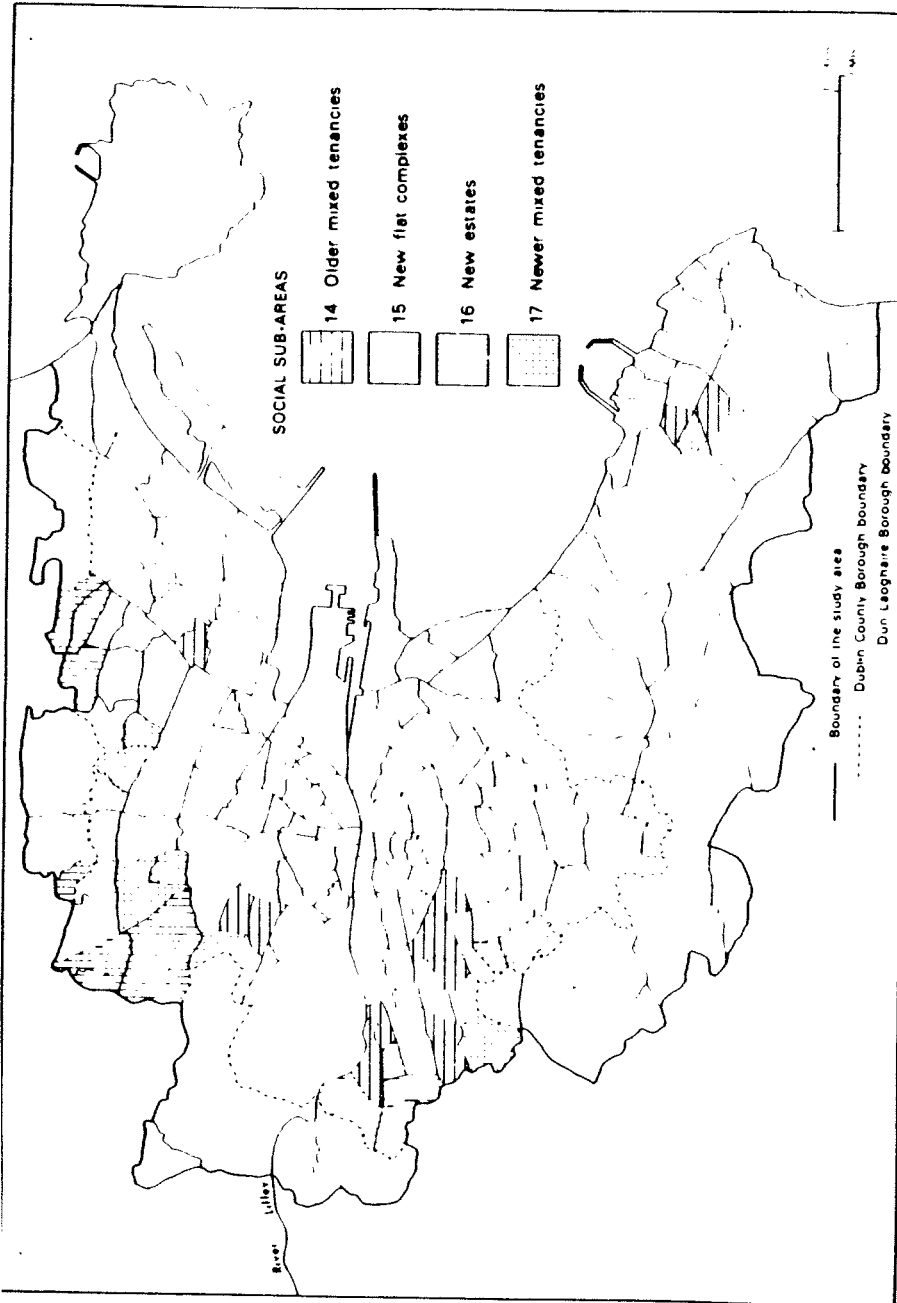 SOCIAL SUB-AREAS
14 Older mixed tenancies
15 New flat complexes
16 New estates
17 Newer mixed tenancies
River Liffey
Boundary of the study area
Dublin County Borough boundary
Dun Laoghaire Borough boundary